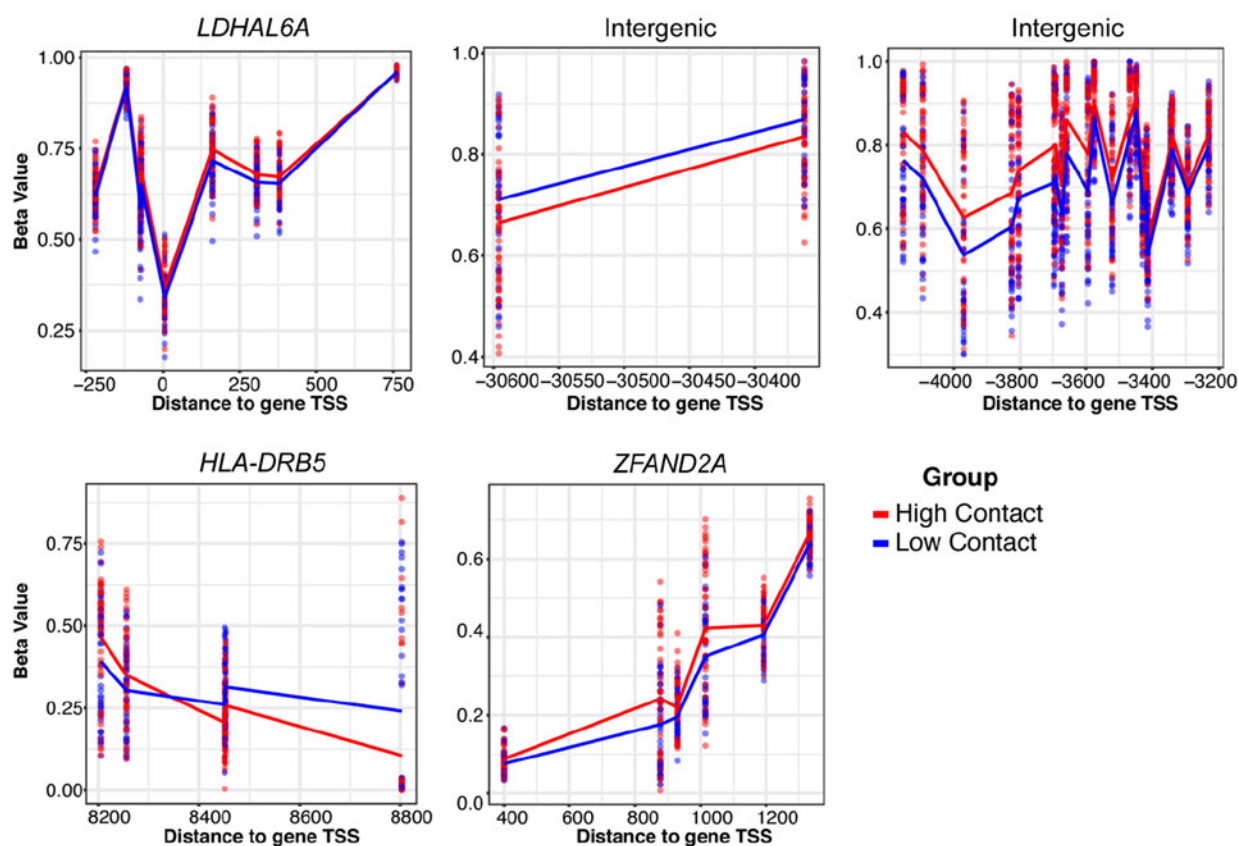 LDHAL6A
Beta Value
1.00
0.75
0.50
0.25
−250 0 250 500 750
Distance to gene TSS
Intergenic
1.0
0.8
0.6
0.4
−30600 −30550 −30500 −30450 −30400
Distance to gene TSS
Intergenic
1.0
0.8
0.6
0.4
−4000 −3800 −3600 −3400 −3200
Distance to gene TSS
HLA-DRB5
Beta Value
0.75
0.50
0.25
0.00
8200 8400 8600 8800
Distance to gene TSS
ZFAND2A
0.6
0.4
0.2
0.0
400 600 800 1000 1200
Distance to gene TSS
Group
High Contact
Low Contact